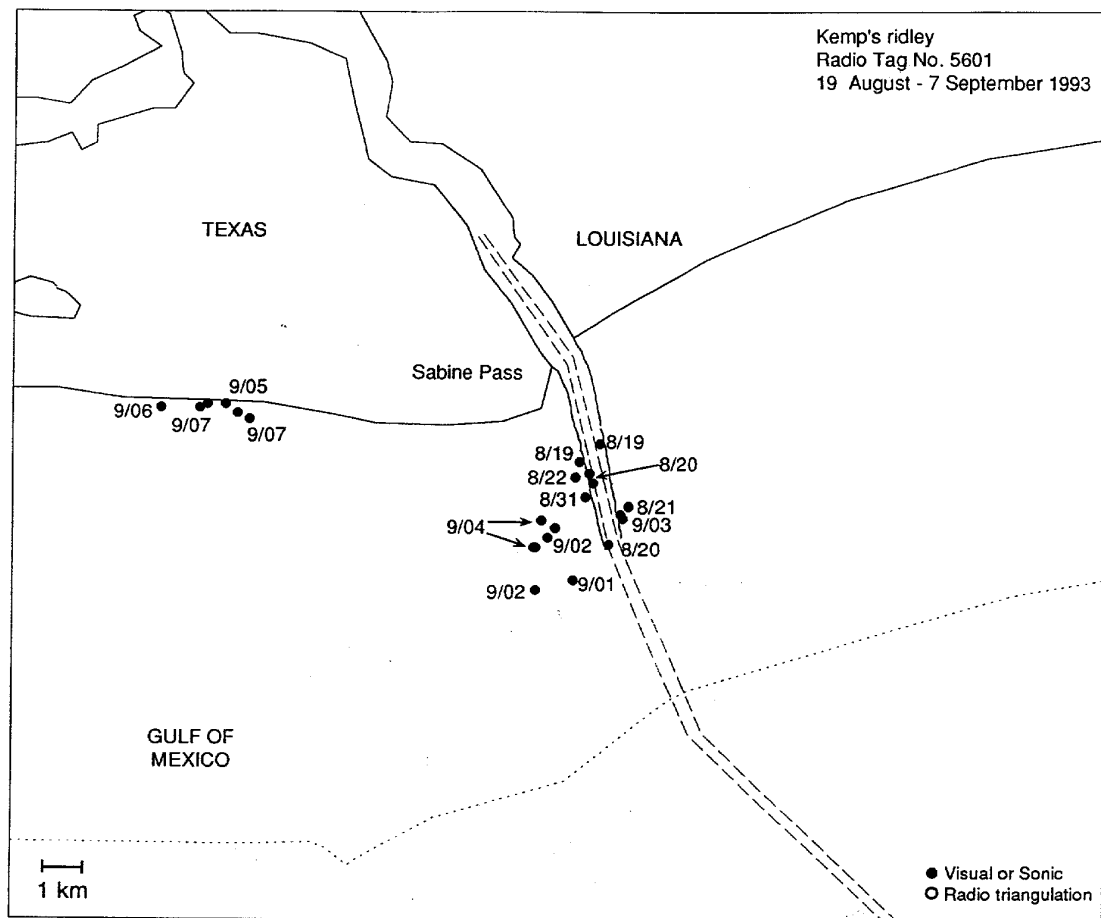 Kemp's ridley
Radio Tag No. 5601
19 August - 7 September 1993
TEXAS
LOUISIANA
Sabine Pass
9/05
9/06
9/07
9/07
8/19
8/19
8/20
8/22
8/31
8/21
9/03
9/04
9/02
8/20
9/01
9/02
GULF OF
MEXICO
1 km
Visual or Sonic
Radio triangulation